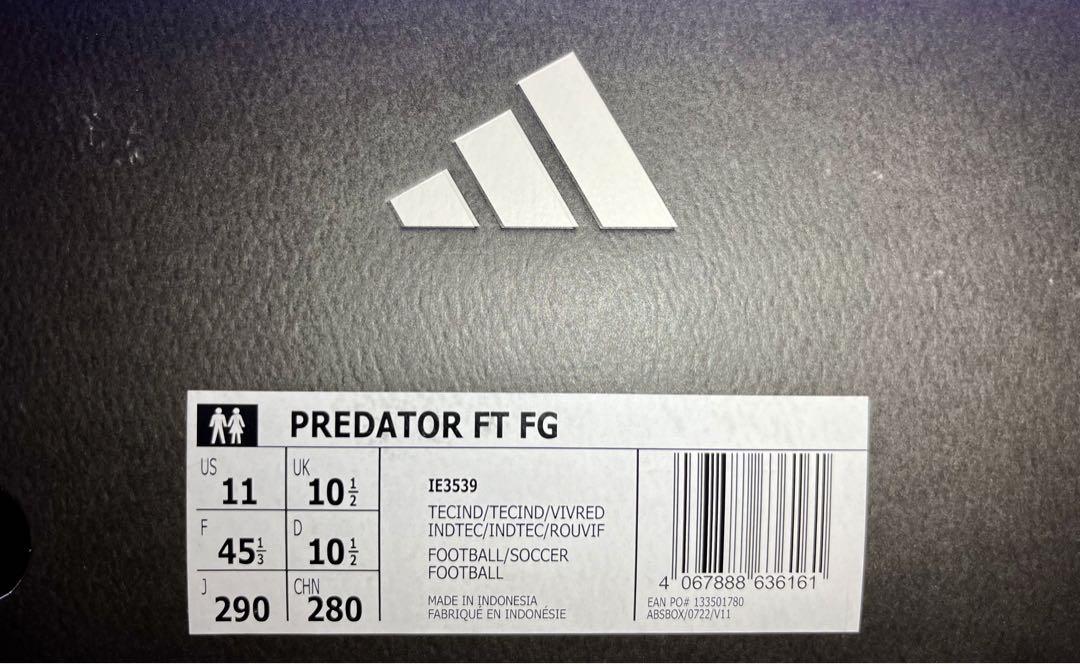 PREDATOR FT FG
US 11 UK 10 1/2
F 45 1/3 D 10 1/2
J 290 CHN 280
IE3539
TECIND/TECIND/VIVRED
INDTEC/INDTEC/ROUVIF
FOOTBALL/SOCCER
FOOTBALL
MADE IN INDONESIA
FABRIQUÉ EN INDONÉSIE
4 067888 636161
EAN PO# 133501780
ABSBOX/0722/V11